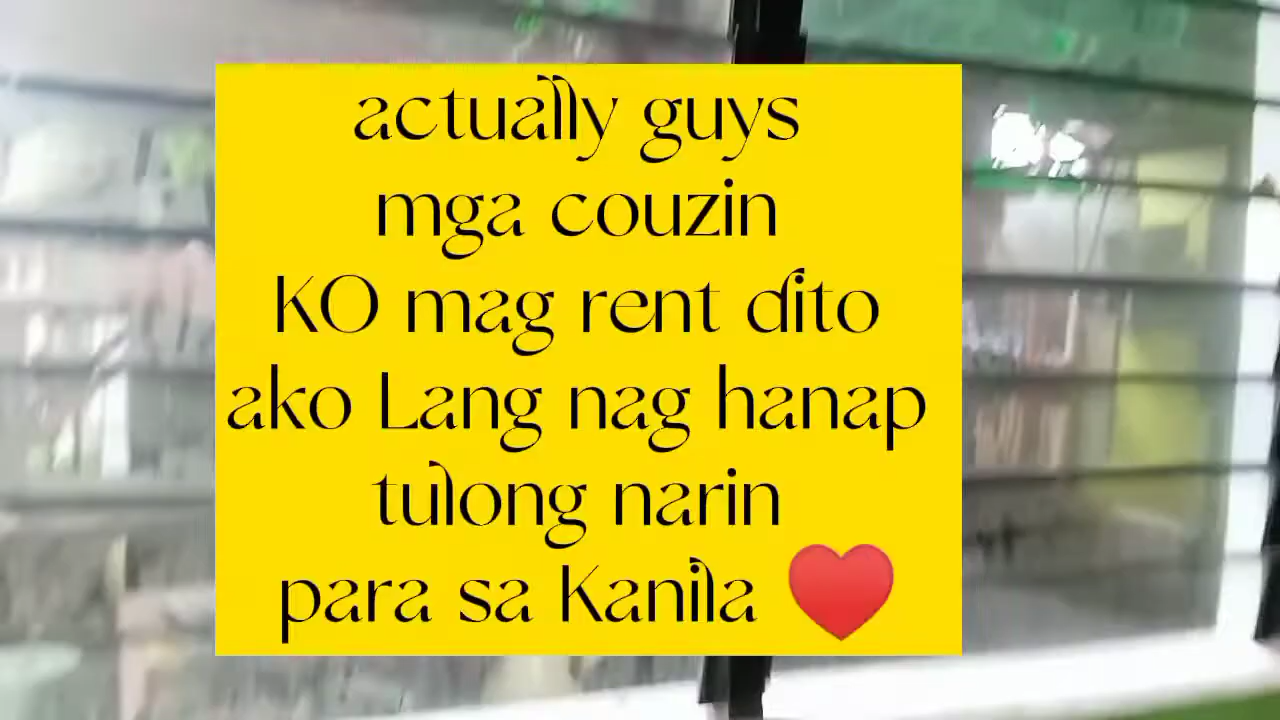 actually guys
mga couzin
KO mag rent dito
ako Lang nag hanap
tulong narin
para sa Kanila ♥️